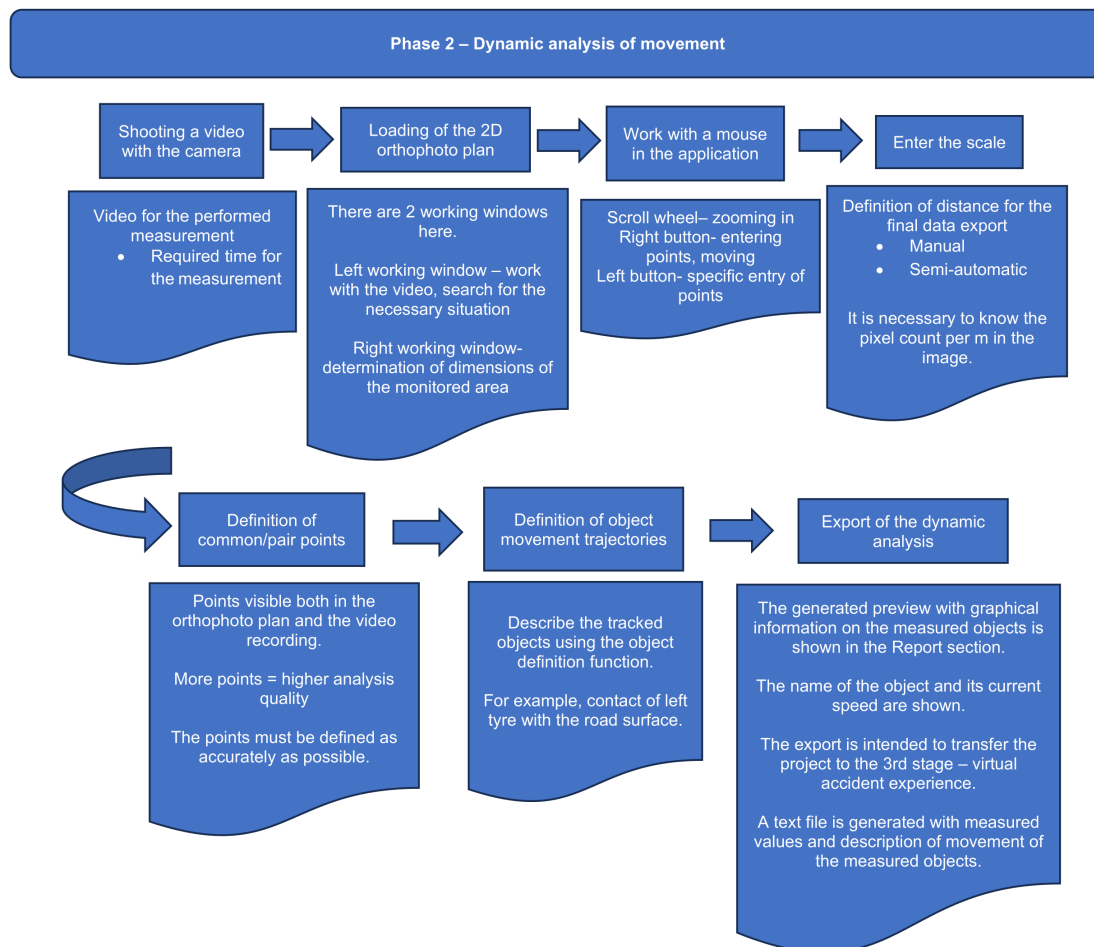 Phase 2 – Dynamic analysis of movement
Shooting a video
with the camera
Loading of the 2D
orthophoto plan
Work with a mouse
in the application
Enter the scale
Video for the performed
measurement
• Required time for
the measurement
There are 2 working windows
here.
Left working window – work
with the video, search for the
necessary situation
Right working window-
determination of dimensions of
the monitored area
Scroll wheel– zooming in
Right button- entering
points, moving
Left button- specific entry of
points
Definition of distance for the
final data export
• Manual
• Semi-automatic
It is necessary to know the
pixel count per m in the
image.
Definition of
common/pair points
Definition of object
movement trajectories
Export of the dynamic
analysis
Points visible both in the
orthophoto plan and the video
recording.
More points = higher analysis
quality
The points must be defined as
accurately as possible.
Describe the tracked
objects using the object
definition function.
For example, contact of left
tyre with the road surface.
The generated preview with graphical
information on the measured objects is
shown in the Report section.
The name of the object and its current
speed are shown.
The export is intended to transfer the
project to the 3rd stage – virtual
accident experience.
A text file is generated with measured
values and description of movement of
the measured objects.